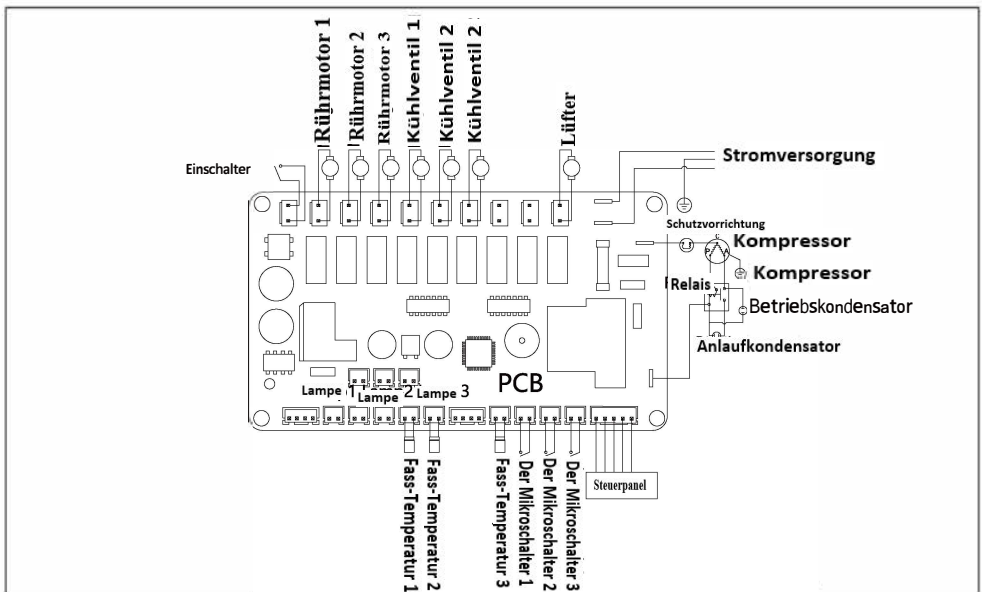 Rührmotor 1
Rührmotor 2
Rührmotor 3
Kühlventil 1
Kühlventil 2
Kühlventil 2
Lüfter
Einschalter
Stromversorgung
Schutzvorrichtung
C
P
A
Kompressor
Kompressor
Relais
Betriebskondensator
Anlaufkondensator
PCB
Lampe 1
Lampe 2
Lampe 3
Fass-Temperatur 1
Fass-Temperatur 2
Fass-Temperatur 3
Der Mikroschalter 1
Der Mikroschalter 2
Der Mikroschalter 3
Steuerpanel